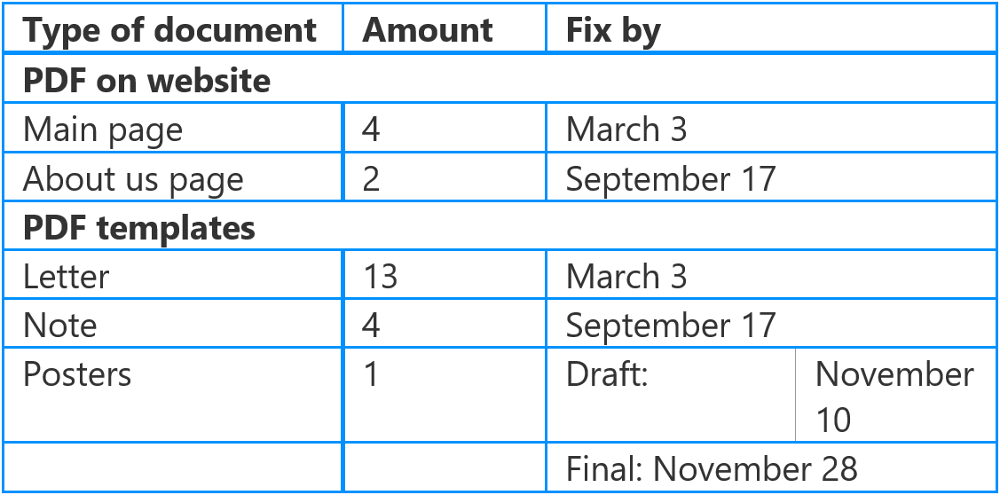 Type of document Amount Fix by
PDF on website
Main page 4 March 3
About us page 2 September 17
PDF templates
Letter 13 March 3
Note 4 September 17
Posters 1 Draft: November
10
Final: November 28